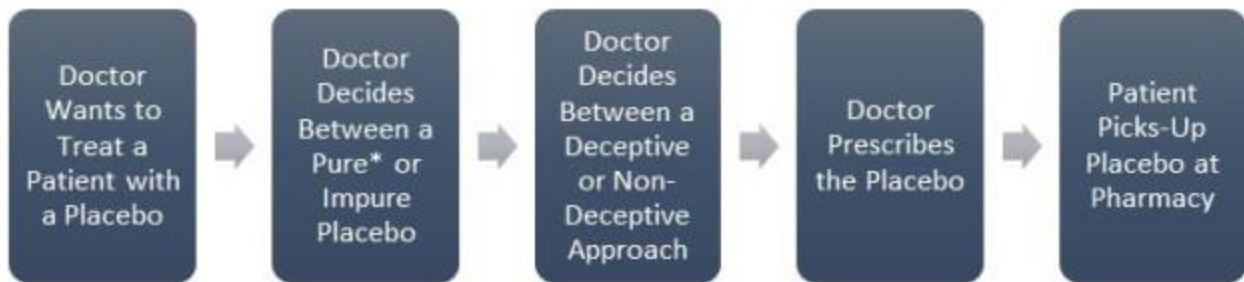 Doctor
Wants to
Treat a
Patient with
a Placebo
Doctor
Decides
Between a
Pure* or
Impure
Placebo
Doctor
Decides
Between a
Deceptive
or Non-
Deceptive
Approach
Doctor
Prescribes
the Placebo
Patient
Picks-Up
Placebo at
Pharmacy